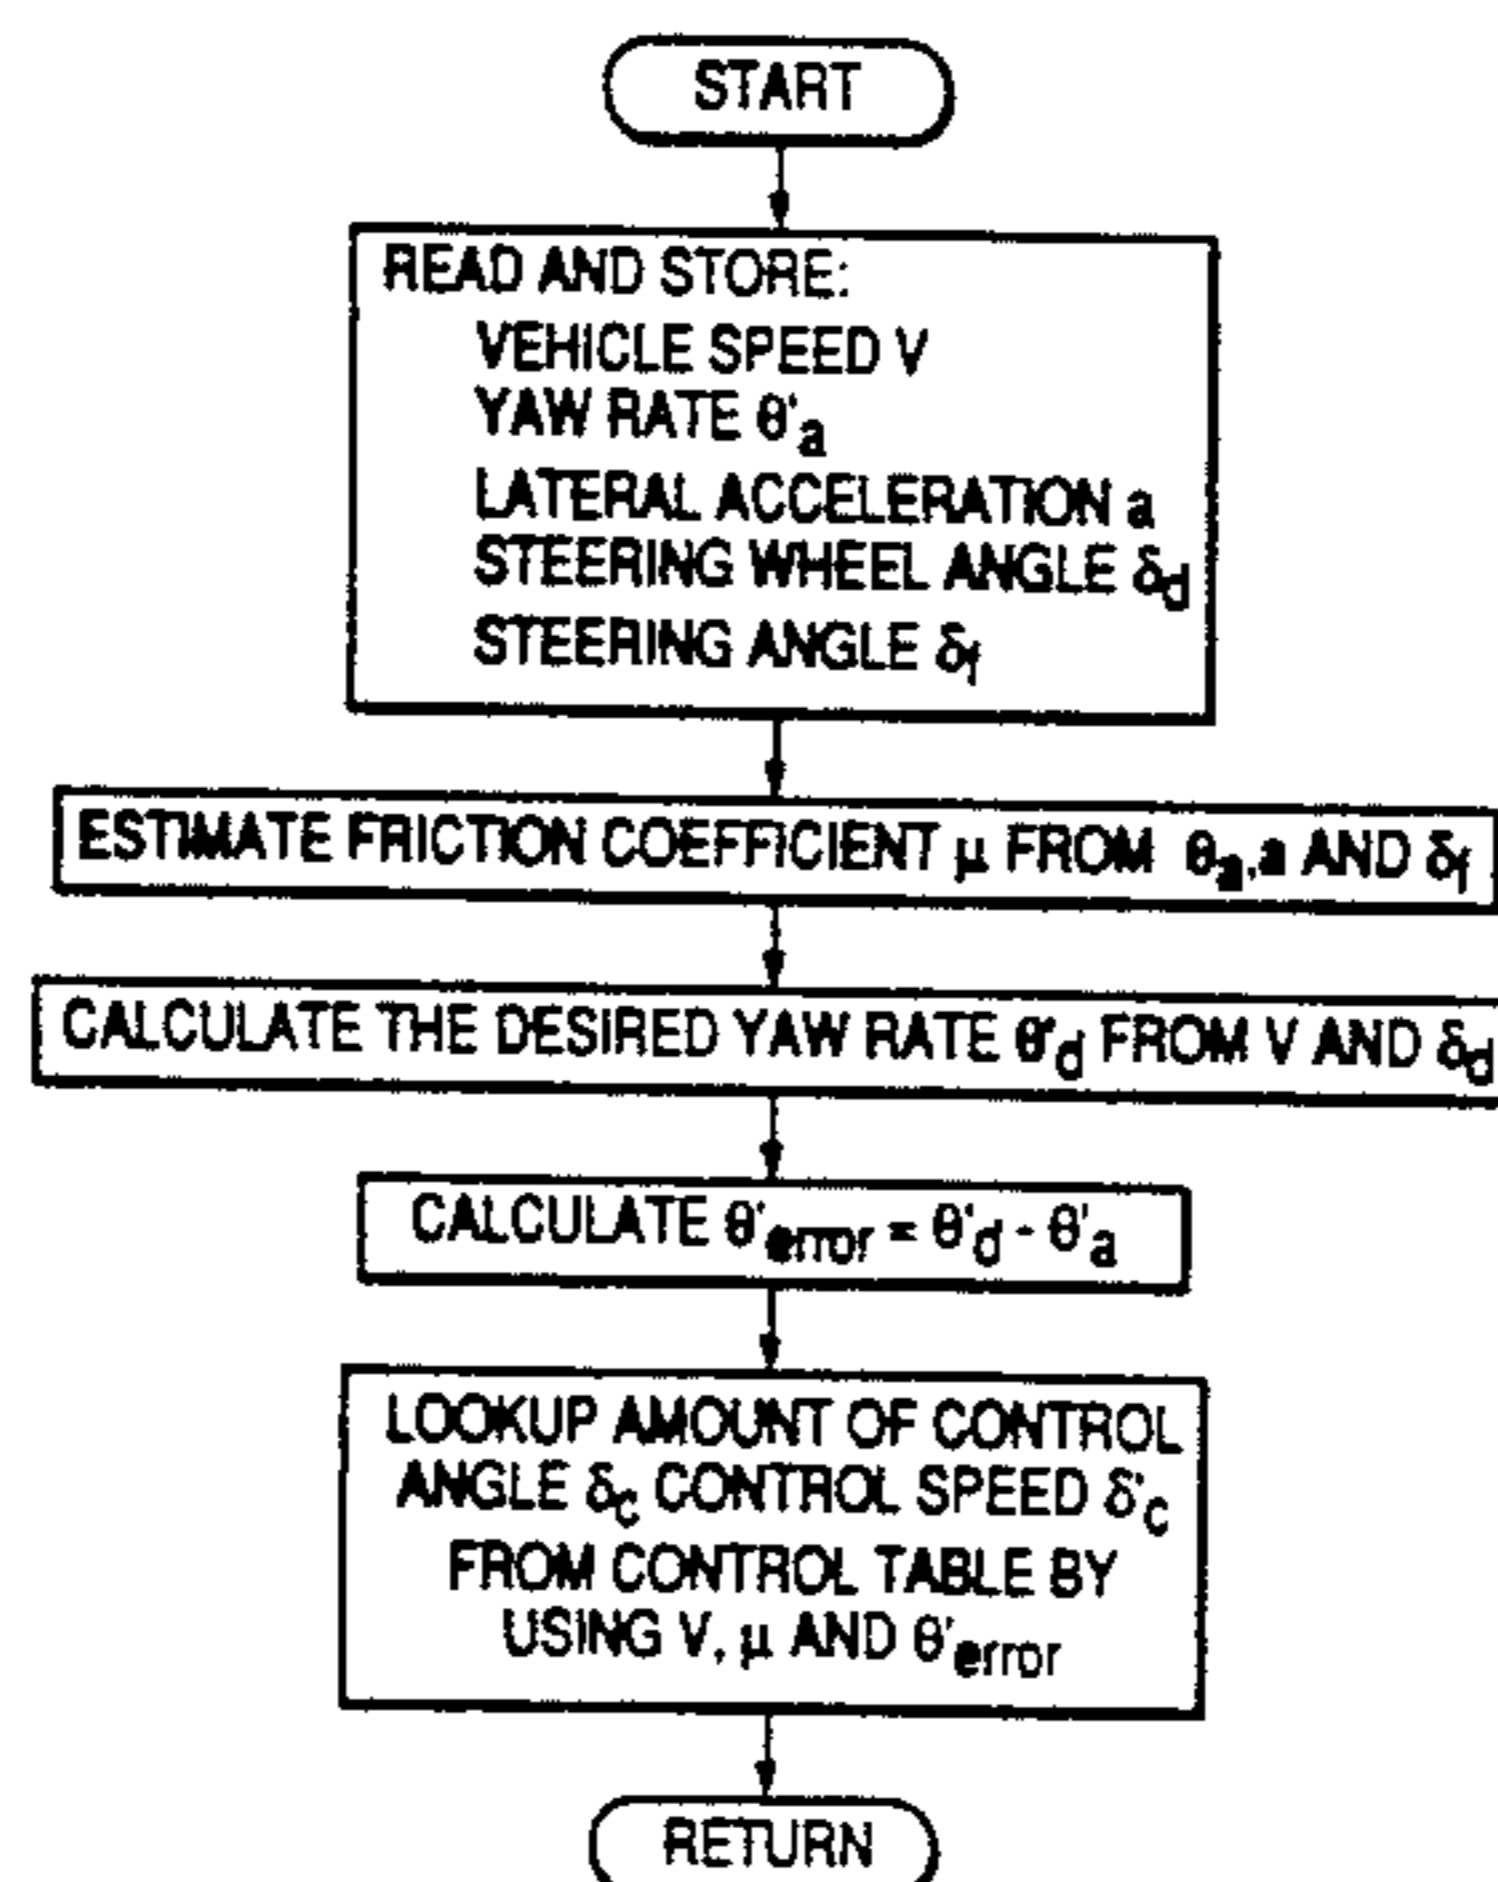 START
READ AND STORE:
VEHICLE SPEED V
YAW RATE θ'a
LATERAL ACCELERATION a
STEERING WHEEL ANGLE δd
STEERING ANGLE δf
ESTIMATE FRICTION COEFFICIENT μ FROM θa,a AND δf
CALCULATE THE DESIRED YAW RATE θ'd FROM V AND δd
CALCULATE θ'error = θ'd - θ'a
LOOKUP AMOUNT OF CONTROL
ANGLE δc CONTROL SPEED δ'c
FROM CONTROL TABLE BY
USING V, μ AND θ'error
RETURN